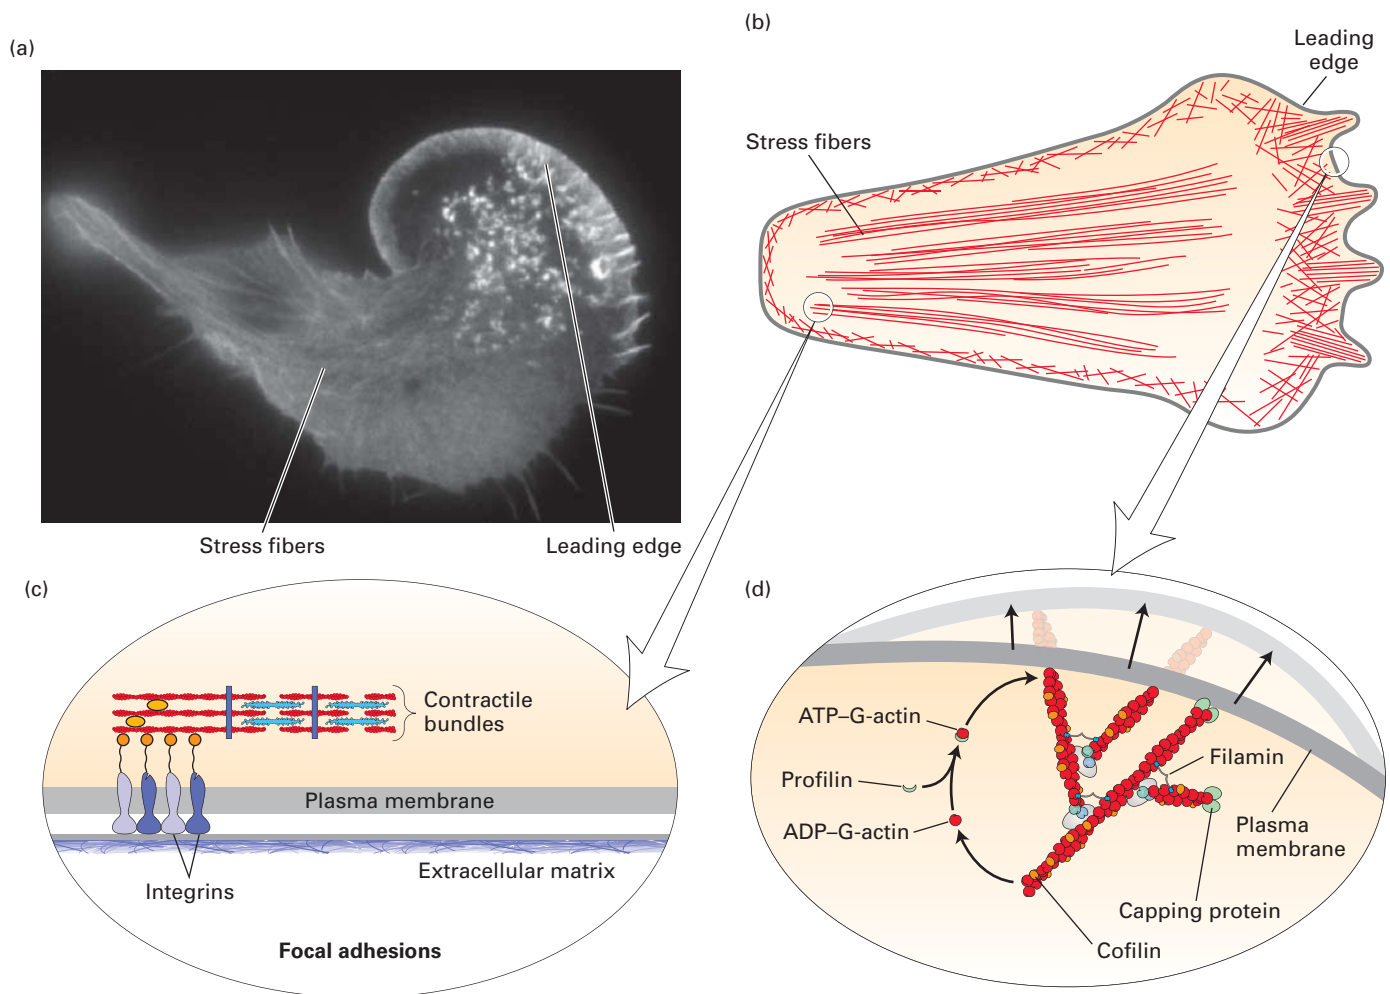 (a)
Stress fibers
Leading edge
(b)
Leading
edge
Stress fibers
(c)
Contractile
bundles
Plasma membrane
Extracellular matrix
Integrins
Focal adhesions
(d)
ATP–G-actin
Profilin
ADP–G-actin
Filamin
Plasma
membrane
Capping protein
Cofilin